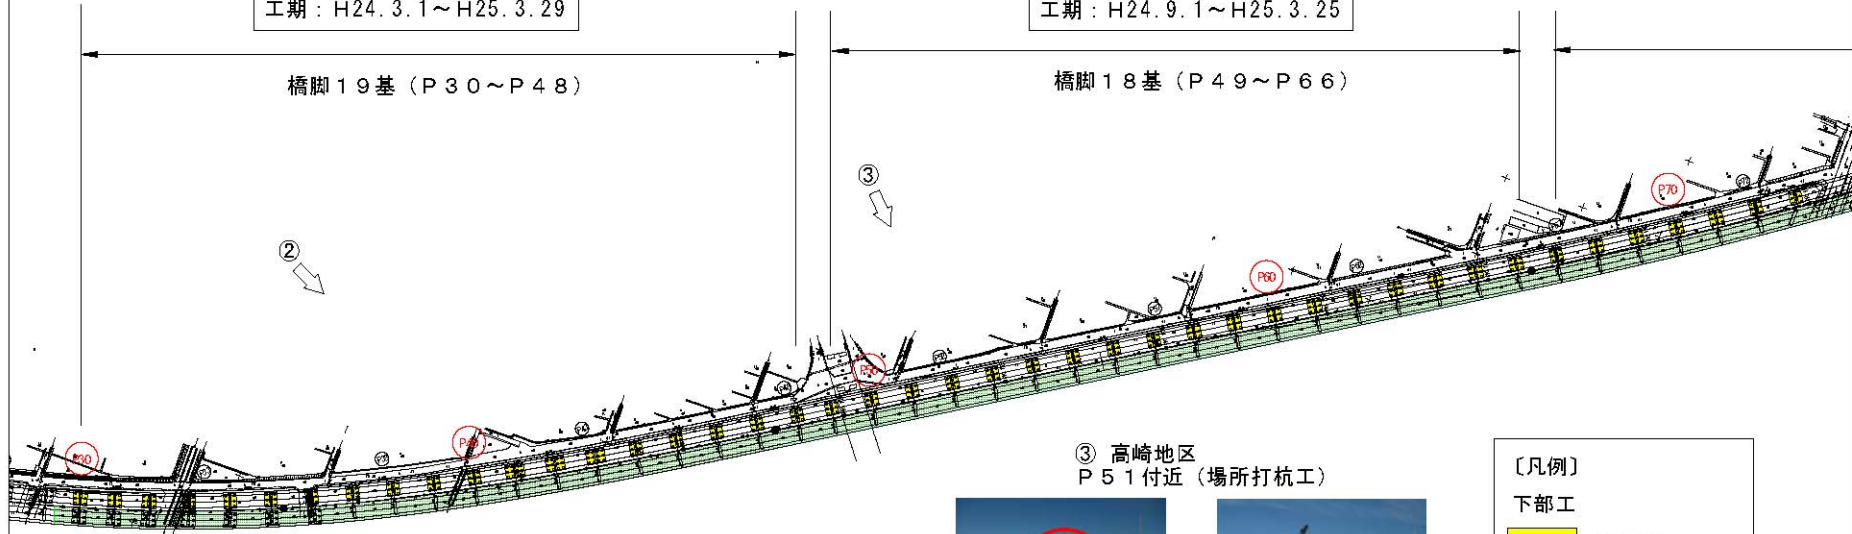 工期：H24.3.1～H25.3.29
工期：H24.9.1～H25.3.25
橋脚１９基（Ｐ３０～Ｐ４８）
橋脚１８基（Ｐ４９～Ｐ６６）
③
②
P70
P60
P50
P40
P30
③ 高崎地区
Ｐ５１付近（場所打杭工）
〔凡例〕
下部工